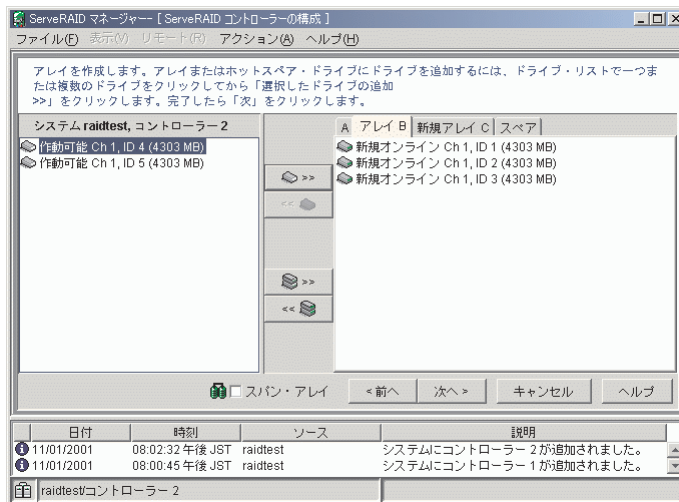 ServeRAID マネージャー- [ ServeRAID コントローラーの構成 ]
ファイル(F) 表示(V) リモート(R) アクション(A) ヘルプ(H)
アレイを作成します。アレイまたはホットスペア・ドライブにドライブを追加するには、ドライブ・リストで一つま
たは複数のドライブをクリックしてから「選択したドライブの追加
>>」をクリックします。完了したら「次」をクリックします。
システム raidtest, コントローラー 2
作動可能 Ch 1, ID 4 (4303 MB)
作動可能 Ch 1, ID 5 (4303 MB)
>>
<<
>>
<<
A アレイ B 新規アレイ C スペア
新規オンライン Ch 1, ID 1 (4303 MB)
新規オンライン Ch 1, ID 2 (4303 MB)
新規オンライン Ch 1, ID 3 (4303 MB)
スパン・アレイ <前へ 次へ> キャンセル ヘルプ
日付 時刻 ソース 説明
11/01/2001 08:02:32 午後 JST raidtest システムにコントローラー 2 が追加されました。
11/01/2001 08:00:45 午後 JST raidtest システムにコントローラー 1 が追加されました。
raidtest/コントローラー 2